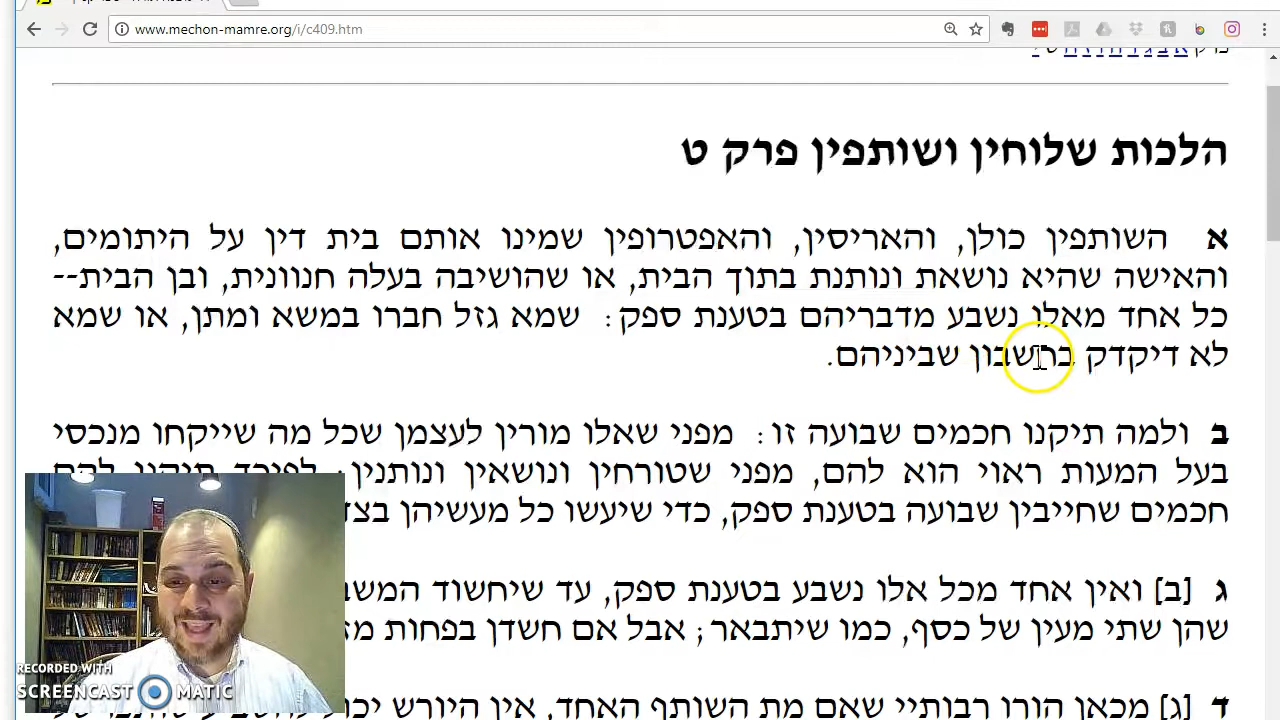 www.mechon-mamre.org/i/c409.htm
הלכות שלוחין ושותפין פרק ט
א השותפין כולן, והאריסין, והאפטרופין שמינו אותם בית דין על היתומים,
והאישה שהיא נושאת ונותנת בתוך הבית, או שהושיבה בעלה חנוונית, ובן הבית--
כל אחד מאלו נשבע מדבריהם בטענת ספק: שמא גזל חברו במשא ומתן, או שמא
לא דיקדק בחשבון שביניהם.
ב ולמה תיקנו חכמים שבועה זו: מפני שאלו מורין לעצמן שכל מה שייקחו מנכסי
בעל המעות ראוי הוא להם, מפני שטורחין ונושאין ונותנין; לפיכך תיקנו להם
חכמים שחייבין שבועה בטענת ספק, כדי שיעשו כל מעשיהן
ג [ב] ואין אחד מכל אלו נשבע בטענת ספק, עד שיחשוד
שהן שתי מעין של כסף, כמו שיתבאר; אבל אם חשדן בפחות
ד [ג] מכאן הורו רבותיי שאם מת השותף האחד, אין היורש
RECORDED WITH
SCREENCAST MATIC